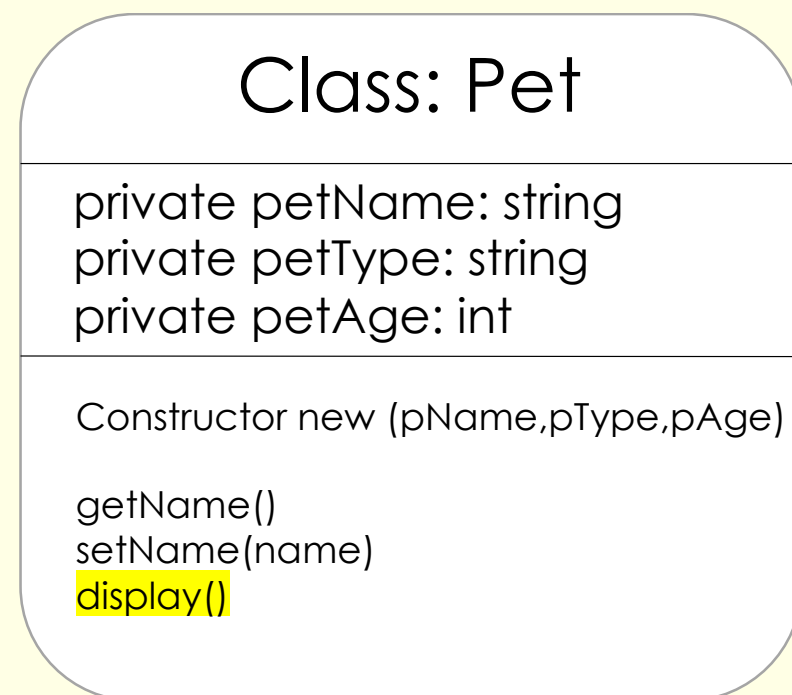 Class: Pet
private petName: string
private petType: string
private petAge: int
Constructor new (pName,pType,pAge)
getName()
setName(name)
display()